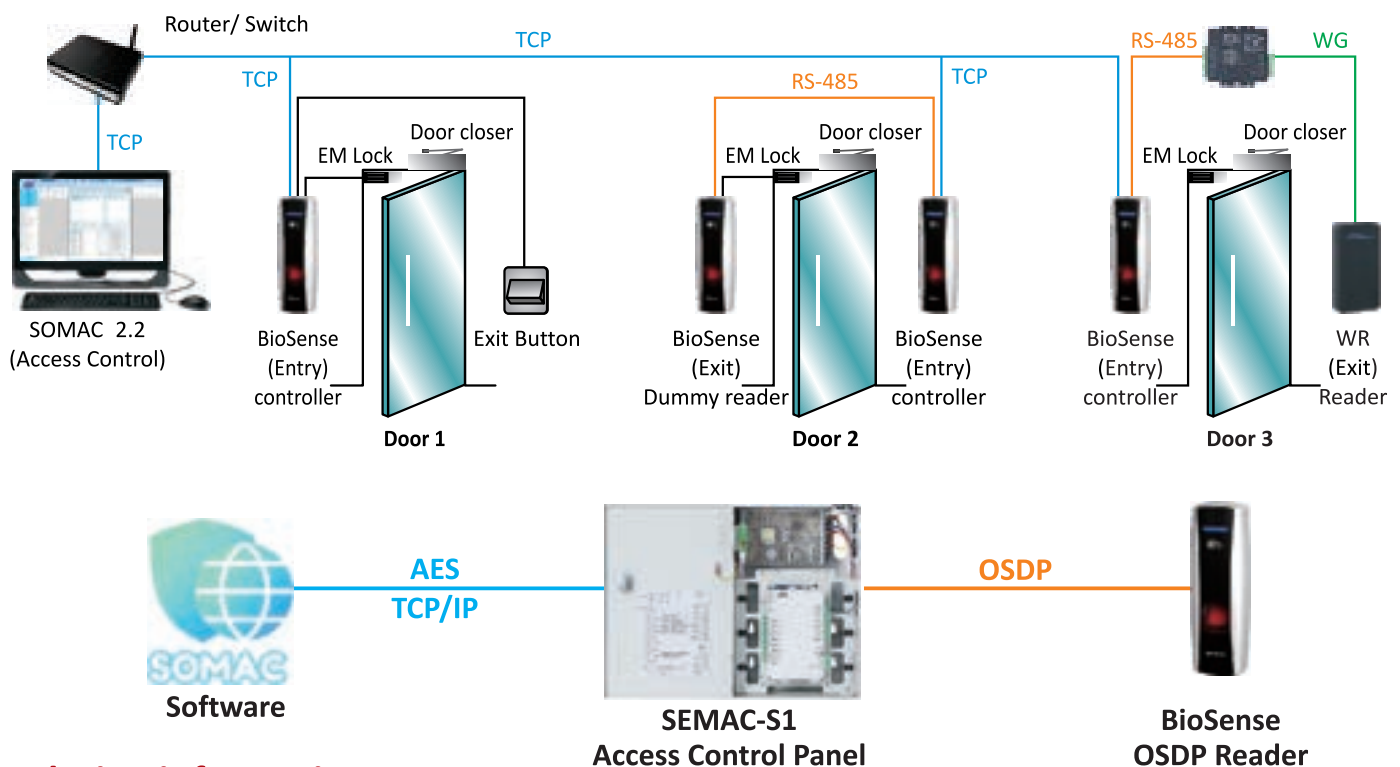 Router/ Switch
TCP
RS-485
WG
TCP
RS-485
TCP
TCP
Door closer
EM Lock
Door closer
EM Lock
Door closer
EM Lock
SOMAC 2.2
(Access Control)
BioSense
(Entry)
controller
Exit Button
BioSense
(Exit)
Dummy reader
BioSense
(Entry)
controller
BioSense
(Entry)
controller
WR
(Exit)
Reader
Door 1
Door 2
Door 3
SOMAC
Software
AES
TCP/IP
SEMAC-S1
Access Control Panel
OSDP
BioSense
OSDP Reader